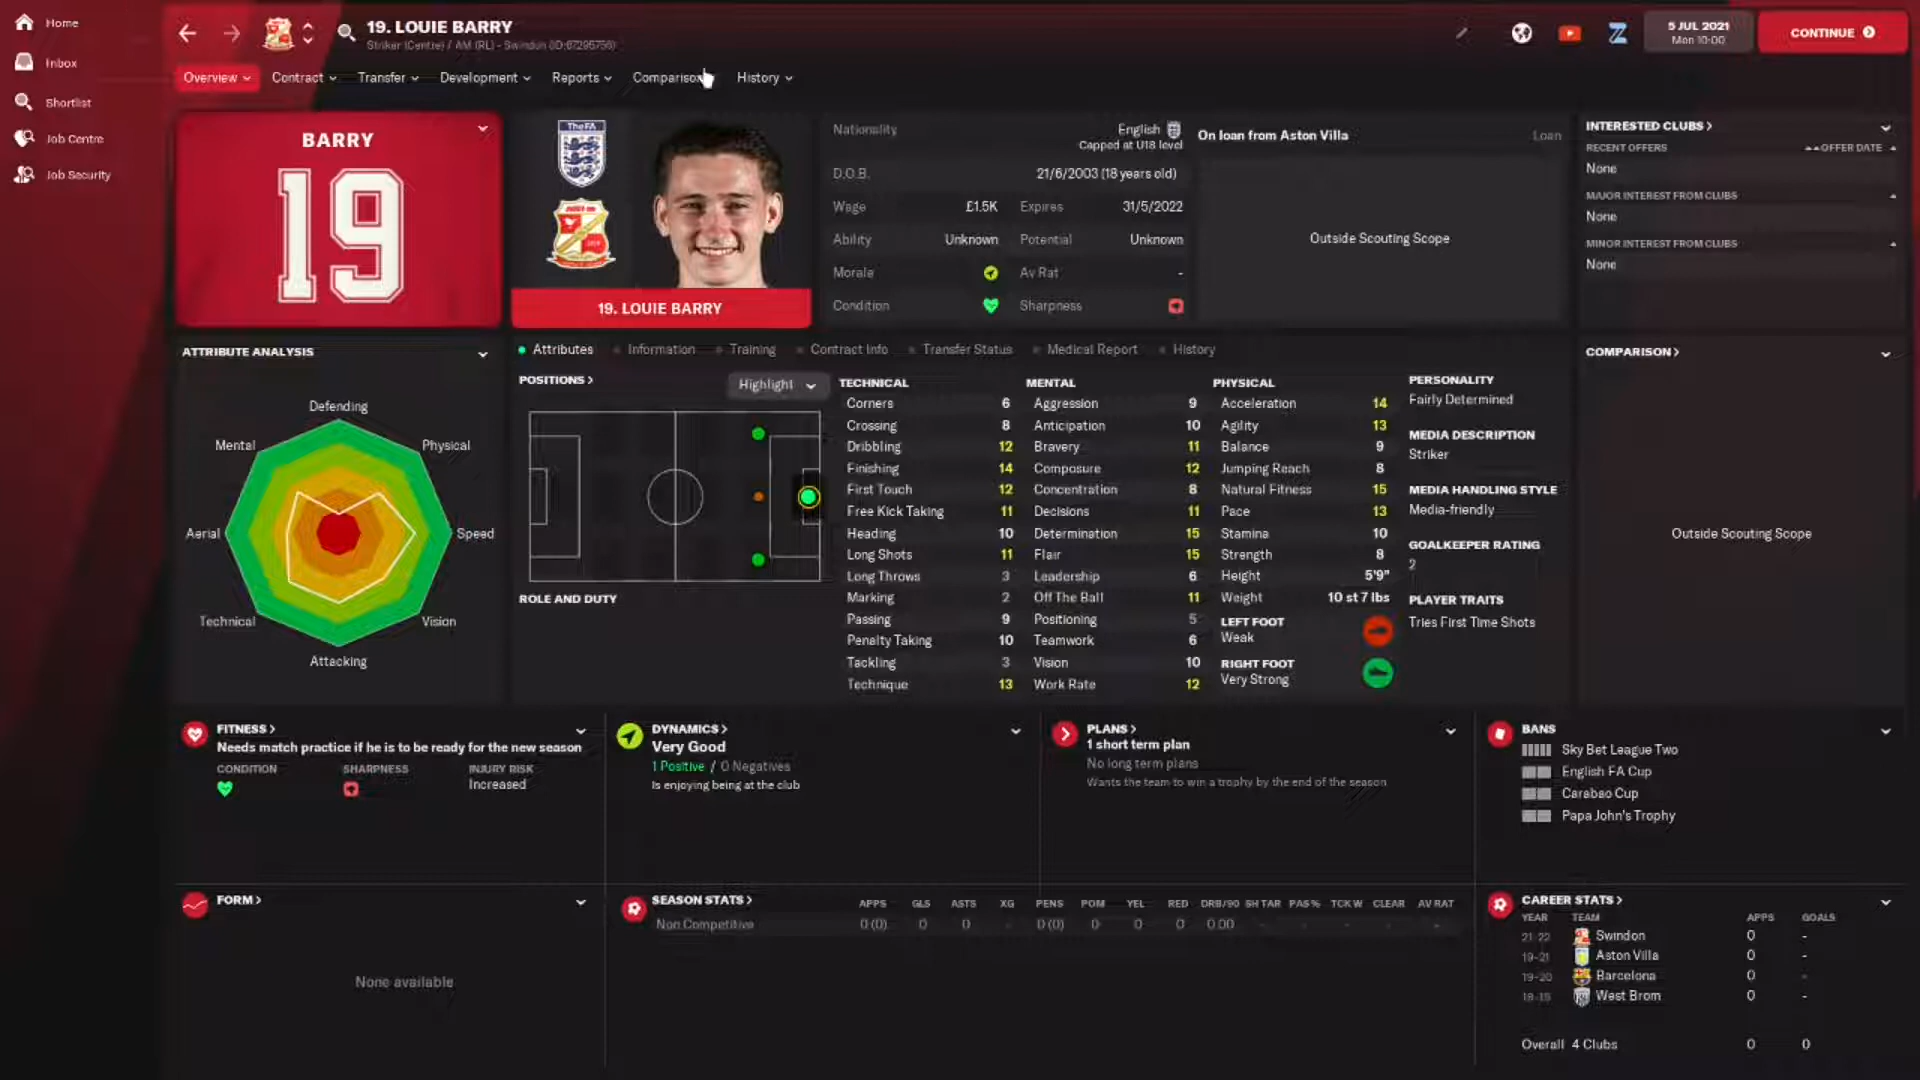 Home
Inbox
Shortlist
Job Centre
Job Security
19. LOUIE BARRY
Striker (Centre) / AM (RL) - Swindon (ID:67295756)
5 JUL 2021
Mon 10:00
CONTINUE
Overview
Contract
Transfer
Development
Reports
Comparison
History
BARRY
19
The FA
19. LOUIE BARRY
Nationality
English
Capped at U18 level
D.O.B.
21/6/2003 (18 years old)
Wage £1.5K Expires 31/5/2022
Ability Unknown Potential Unknown
Morale Av Rat -
Condition Sharpness
On loan from Aston Villa Loan
Outside Scouting Scope
INTERESTED CLUBS >
RECENT OFFERS OFFER DATE
None
MAJOR INTEREST FROM CLUBS
None
MINOR INTEREST FROM CLUBS
None
ATTRIBUTE ANALYSIS
Defending
Mental Physical
Aerial Speed
Technical Vision
Attacking
Attributes
Information
Training
Contract Info
Transfer Status
Medical Report
History
POSITIONS >
Highlight
ROLE AND DUTY
TECHNICAL
Corners 6
Crossing 8
Dribbling 12
Finishing 14
First Touch 12
Free Kick Taking 11
Heading 10
Long Shots 11
Long Throws 3
Marking 2
Passing 9
Penalty Taking 10
Tackling 3
Technique 13
MENTAL
Aggression 9
Anticipation 10
Bravery 11
Composure 12
Concentration 8
Decisions 11
Determination 15
Flair 15
Leadership 6
Off The Ball 11
Positioning 5
Teamwork 6
Vision 10
Work Rate 12
PHYSICAL
Acceleration 14
Agility 13
Balance 9
Jumping Reach 8
Natural Fitness 15
Pace 13
Stamina 10
Strength 8
Height 5'9"
Weight 10 st 7 lbs
LEFT FOOT
Weak
RIGHT FOOT
Very Strong
PERSONALITY
Fairly Determined
MEDIA DESCRIPTION
Striker
MEDIA HANDLING STYLE
Media-friendly
GOALKEEPER RATING
2
PLAYER TRAITS
Tries First Time Shots
COMPARISON >
Outside Scouting Scope
FITNESS >
Needs match practice if he is to be ready for the new season
CONDITION SHARPNESS INJURY RISK
Increased
DYNAMICS >
Very Good
1 Positive / 0 Negatives
Is enjoying being at the club
PLANS >
1 short term plan
No long term plans
Wants the team to win a trophy by the end of the season
BANS
Sky Bet League Two
English FA Cup
Carabao Cup
Papa John's Trophy
FORM >
None available
SEASON STATS > APPS GLS ASTS XG PENS POM YEL RED DRB/90 SH TAR PAS% TCK W CLEAR AV RAT
Non Competitive 0 (0) 0 0 - 0 (0) 0 0 0 0.00 - - - - -
CAREER STATS >
YEAR TEAM APPS GOALS
21-22 Swindon 0 -
19-21 Aston Villa 0 -
19-20 Barcelona 0 -
18-19 West Brom 0 -
Overall 4 Clubs 0 0